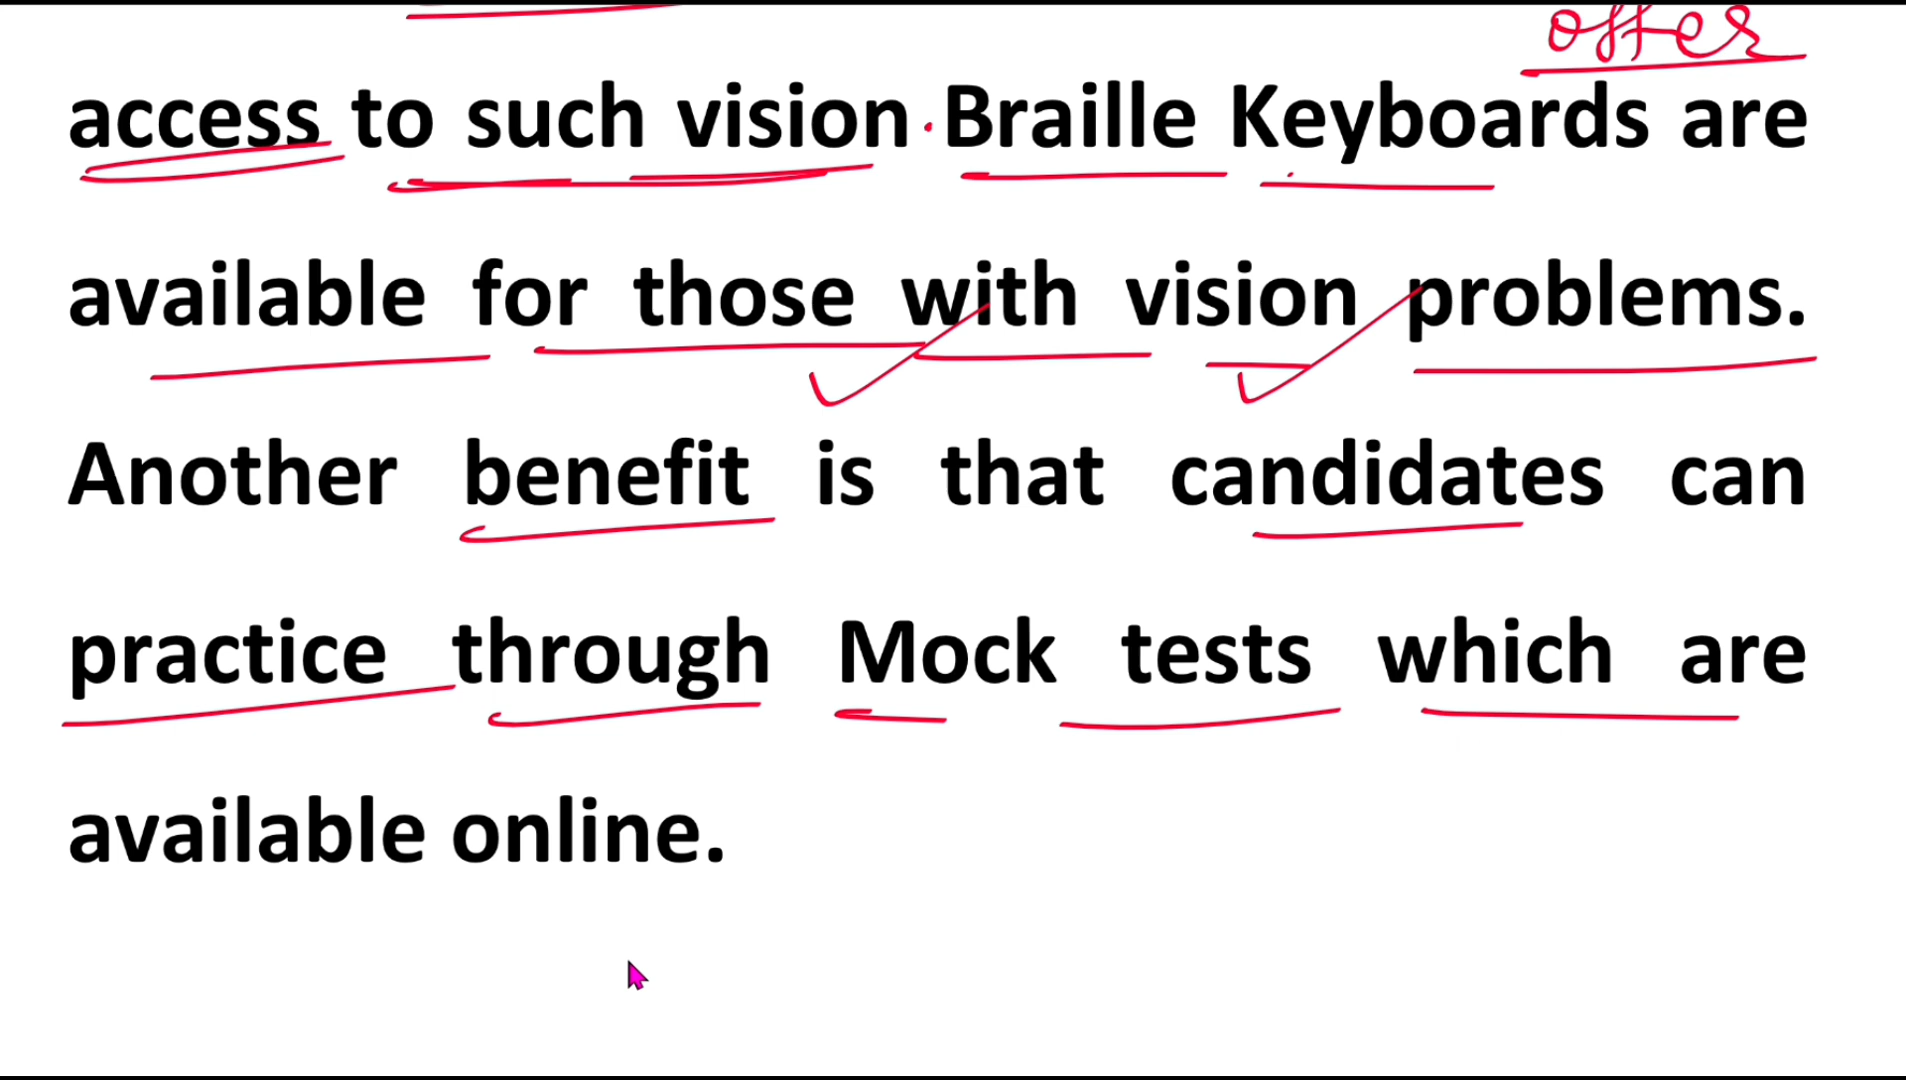 offer
access to such vision. Braille Keyboards are
available for those with vision problems.
Another benefit is that candidates can
practice through Mock tests which are
available online.